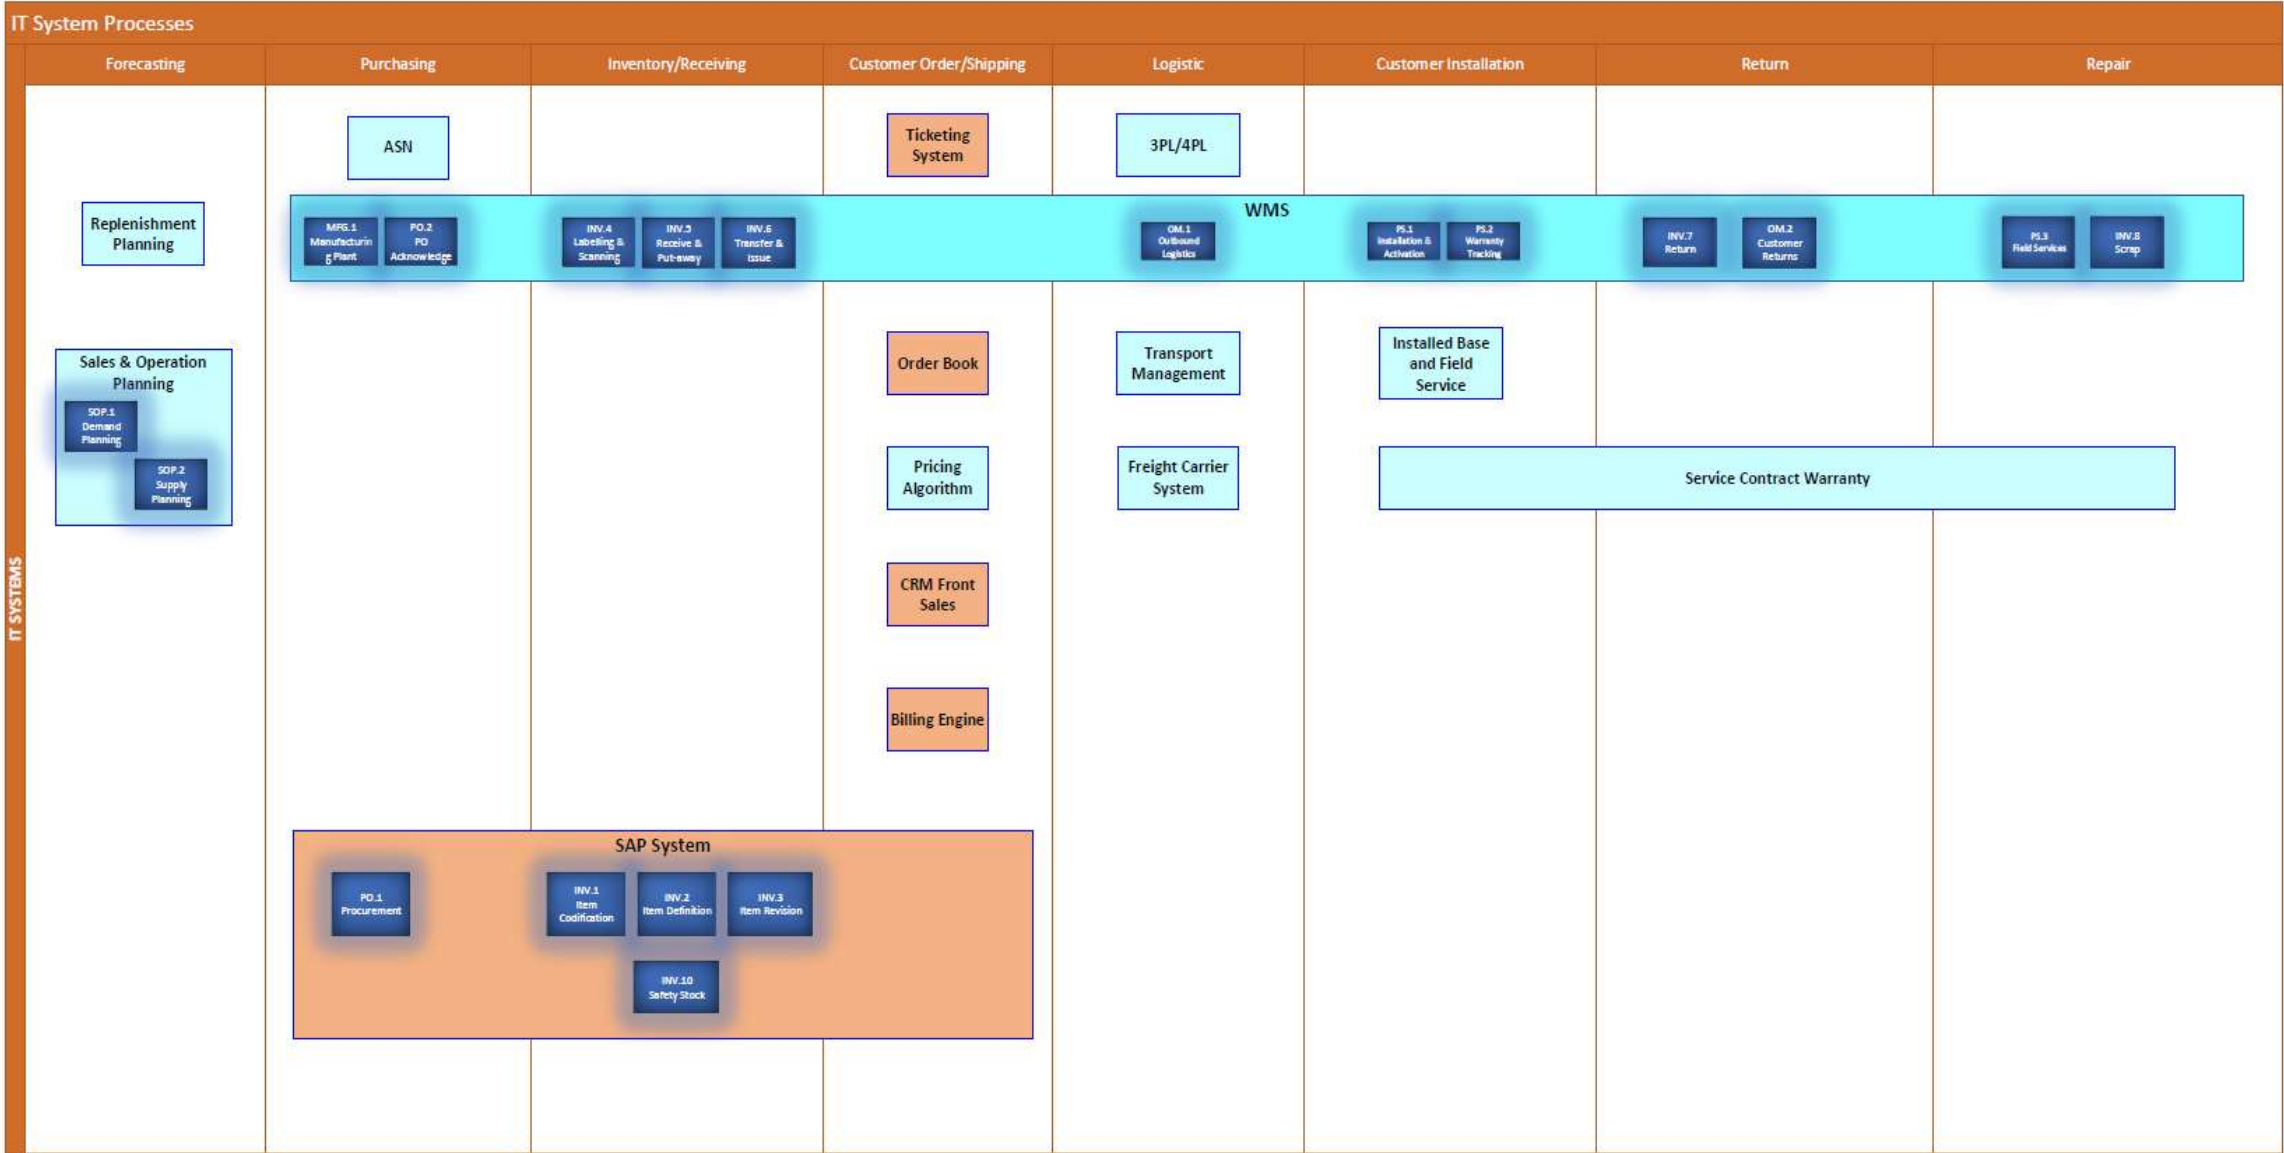 IT System Processes
Forecasting
Purchasing
Inventory/Receiving
Customer Order/Shipping
Logistic
Customer Installation
Return
Repair
IT SYSTEMS
ASN
Ticketing
System
3PL/4PL
Replenishment
Planning
WMS
MFG.1
Manufacturin
g Plant
PO.2
PO
Acknowledge
INV.4
Labelling &
Scanning
INV.5
Receive &
Put-away
INV.6
Transfer &
Issue
OM.1
Outbound
Logistics
PS.1
Installation &
Activation
PS.2
Warranty
Tracking
INV.7
Return
OM.2
Customer
Returns
PS.3
Field Services
INV.8
Scrap
Sales & Operation
Planning
SOP.1
Demand
Planning
SOP.2
Supply
Planning
Order Book
Transport
Management
Installed Base
and Field
Service
Pricing
Algorithm
Freight Carrier
System
Service Contract Warranty
CRM Front
Sales
Billing Engine
SAP System
PO.1
Procurement
INV.1
Item
Codification
INV.2
Item Definition
INV.3
Item Revision
INV.10
Safety Stock